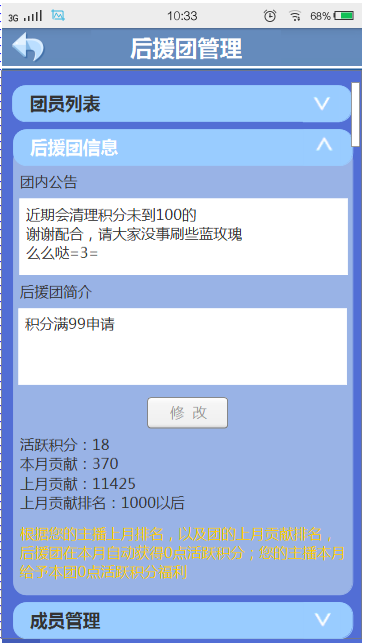 3G 10:33 68%
后援团管理
团员列表
后援团信息
团内公告
近期会清理积分未到100的
谢谢配合，请大家没事刷些蓝玫瑰
么么哒=3=
后援团简介
积分满99申请
修 改
活跃积分：18
本月贡献：370
上月贡献：11425
上月贡献排名：1000以后
根据您的主播上月排名，以及团的上月贡献排名，
后援团在本月自动获得0点活跃积分；您的主播本月
给予本团0点活跃积分福利
成员管理